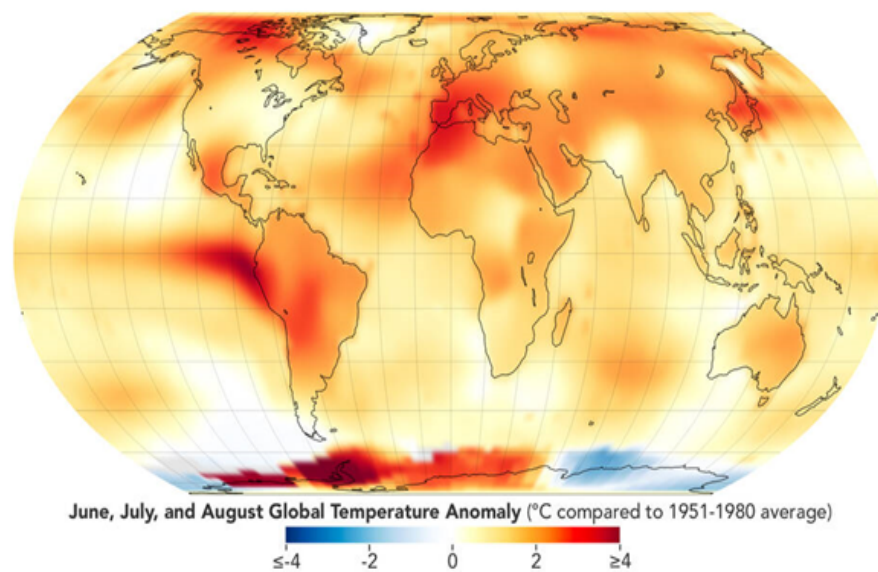 June, July, and August Global Temperature Anomaly (°C compared to 1951-1980 average)
≤-4 -2 0 2 ≥4